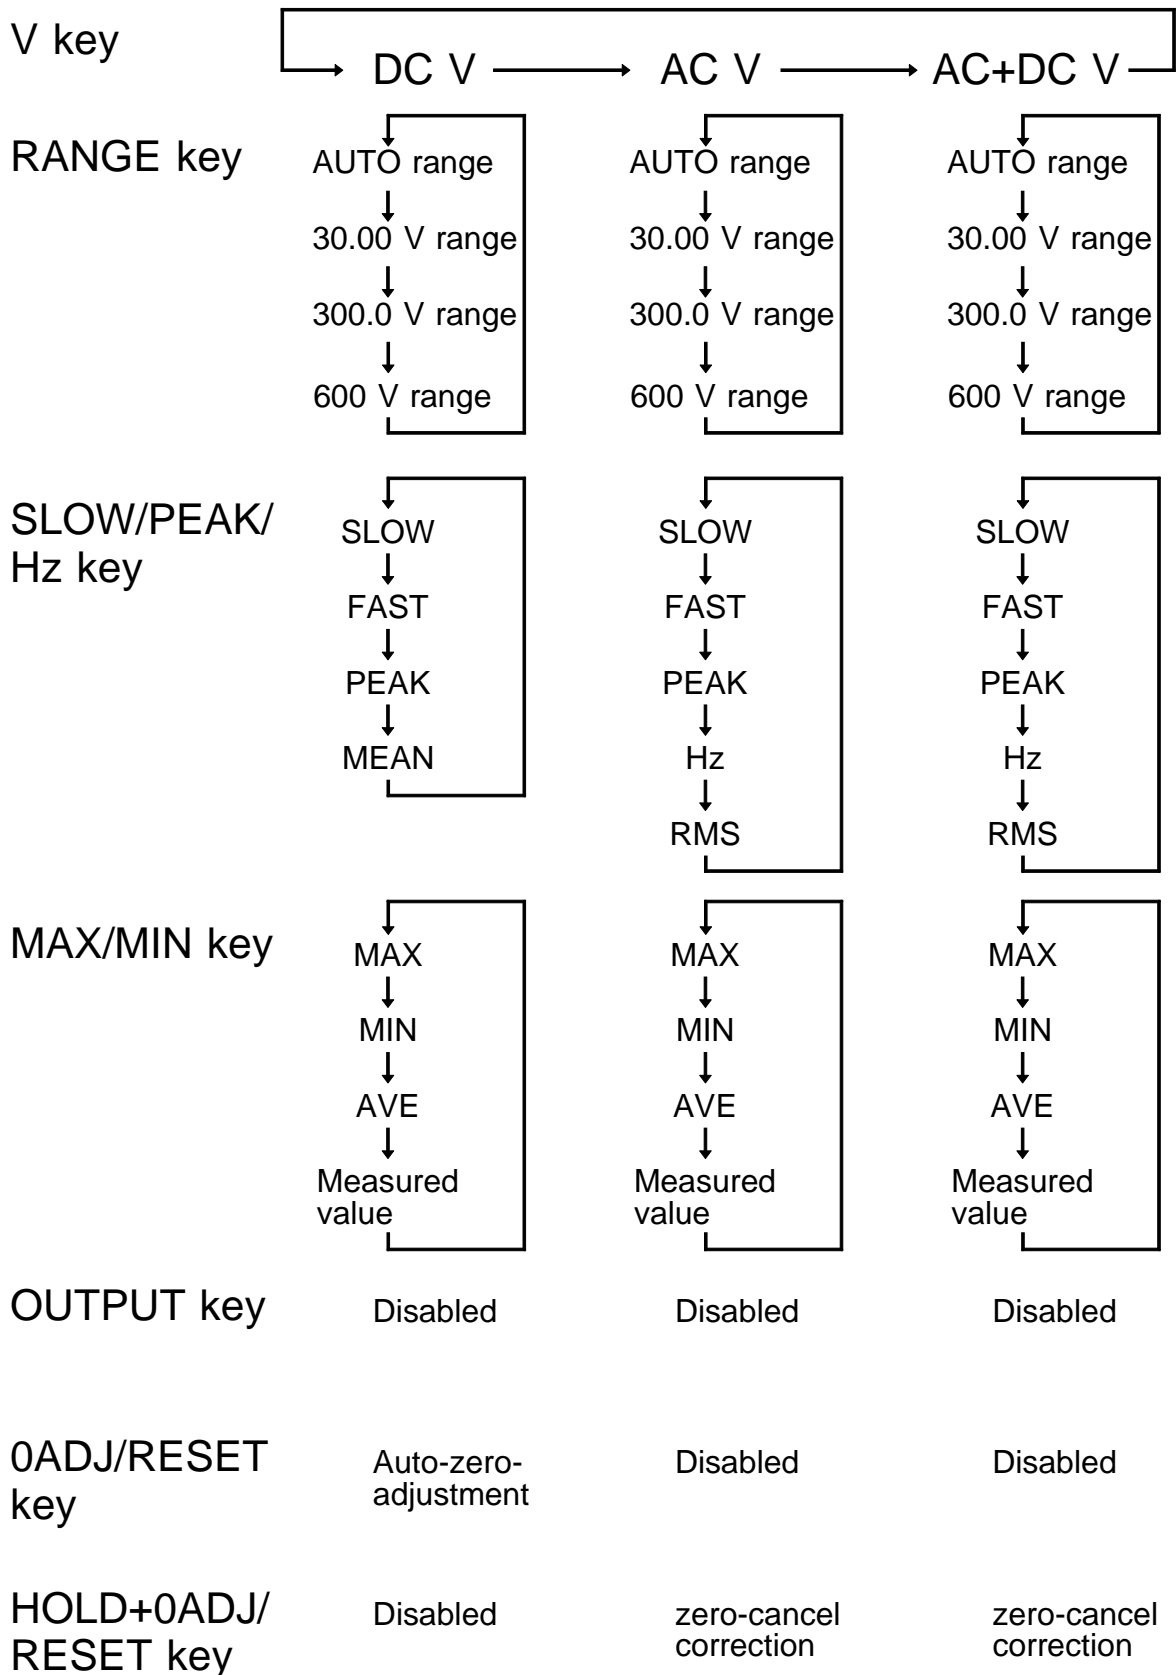 V key
DC V
AC V
AC+DC V
RANGE key
AUTO range
AUTO range
AUTO range
30.00 V range
30.00 V range
30.00 V range
300.0 V range
300.0 V range
300.0 V range
600 V range
600 V range
600 V range
SLOW/PEAK/
Hz key
SLOW
SLOW
SLOW
FAST
FAST
FAST
PEAK
PEAK
PEAK
MEAN
Hz
Hz
RMS
RMS
MAX/MIN key
MAX
MAX
MAX
MIN
MIN
MIN
AVE
AVE
AVE
Measured
value
Measured
value
Measured
value
OUTPUT key
Disabled
Disabled
Disabled
0ADJ/RESET
key
Auto-zero-
adjustment
Disabled
Disabled
HOLD+0ADJ/
RESET key
Disabled
zero-cancel
correction
zero-cancel
correction